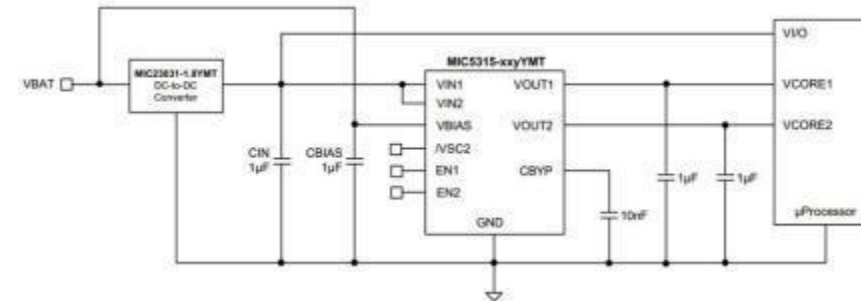 VI/O
MIC5315-xxyYMT
MIC23031-1.8YMT
DC-to-DC
Converter
VBAT
VIN1
VOUT1
VCORE1
VIN2
VBIAS
VOUT2
VCORE2
/VSC2
CIN
1µF
CBIAS
1µF
EN1
CBYP
1µF
1µF
EN2
10nF
GND
µProcessor